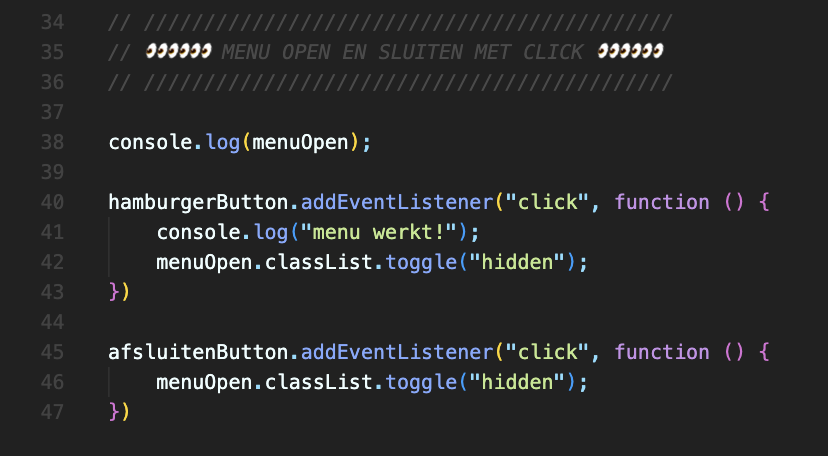 34 // ////////////////////////////////////////////
35 // 👀👀👀 MENU OPEN EN SLUITEN MET CLICK 👀👀👀
36 // ////////////////////////////////////////////
37
38 console.log(menuOpen);
39
40 hamburgerButton.addEventListener("click", function () {
41     console.log("menu werkt!");
42     menuOpen.classList.toggle("hidden");
43 })
44
45 afsluitenButton.addEventListener("click", function () {
46     menuOpen.classList.toggle("hidden");
47 })